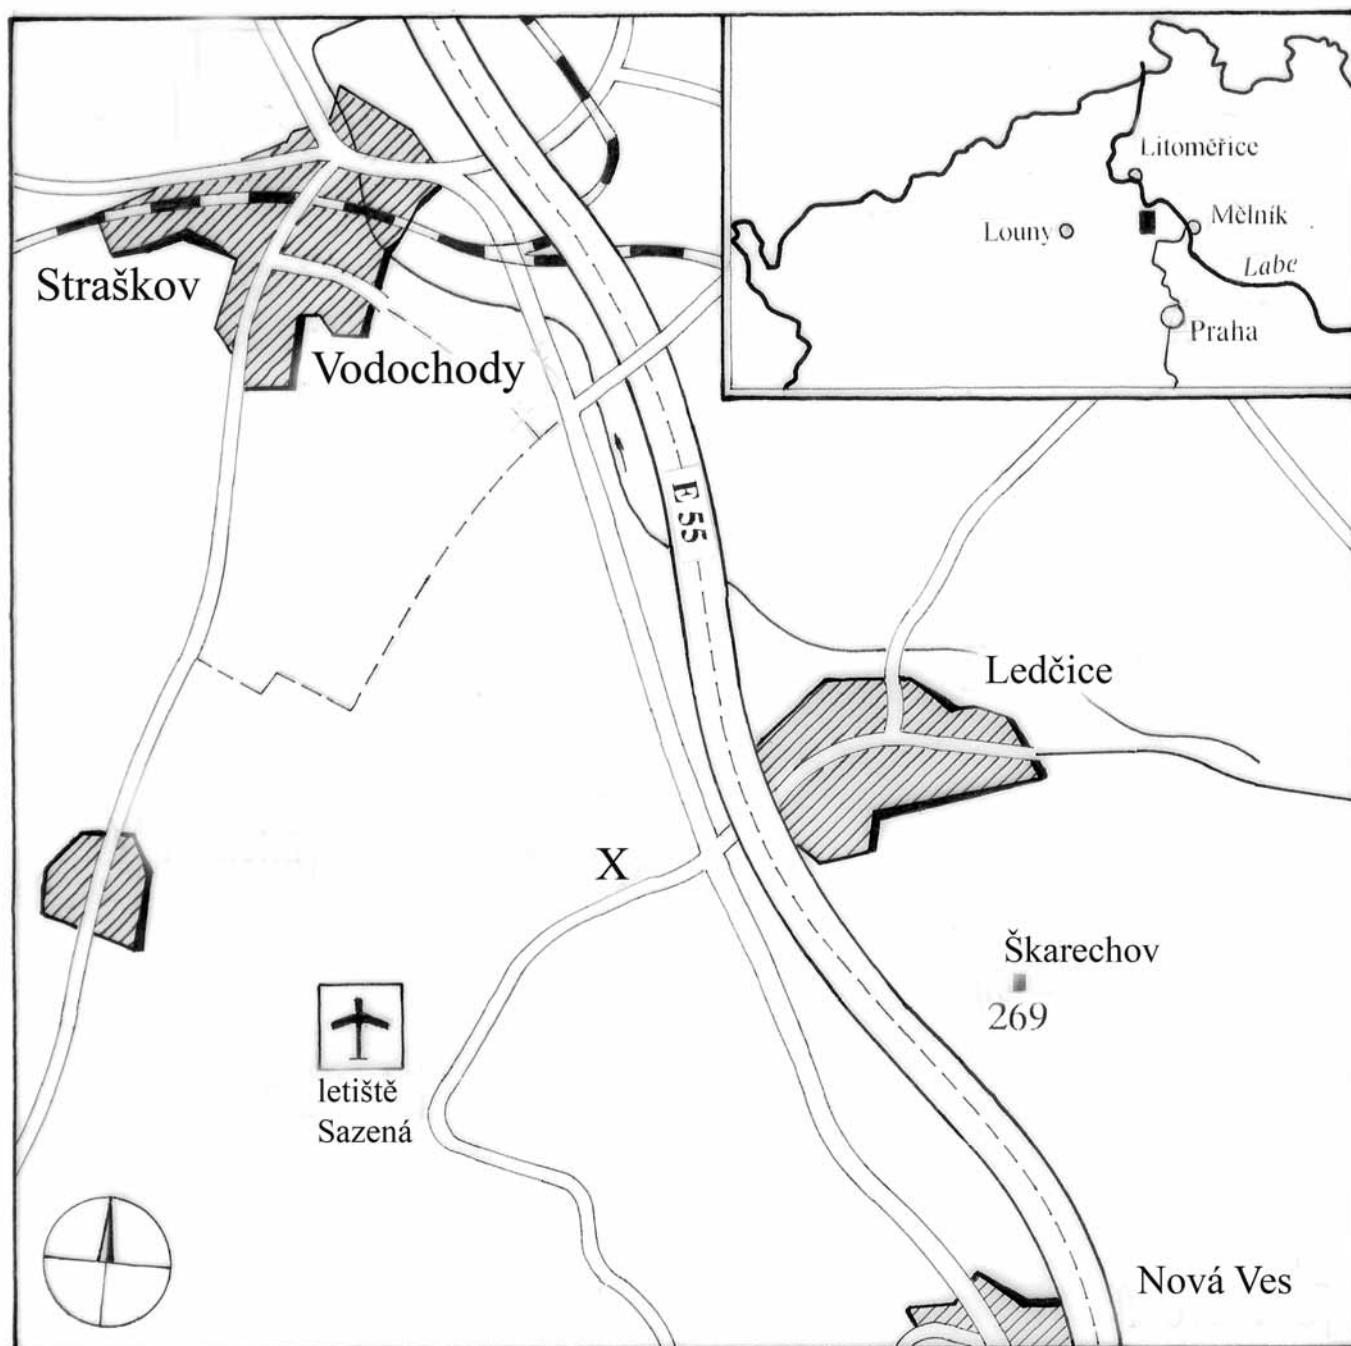 Litoměřice
Louny
Mělník
Labe
Praha
Straškov
Vodochody
E 55
Ledčice
X
Škarechov
269
letiště
Sazená
Nová Ves